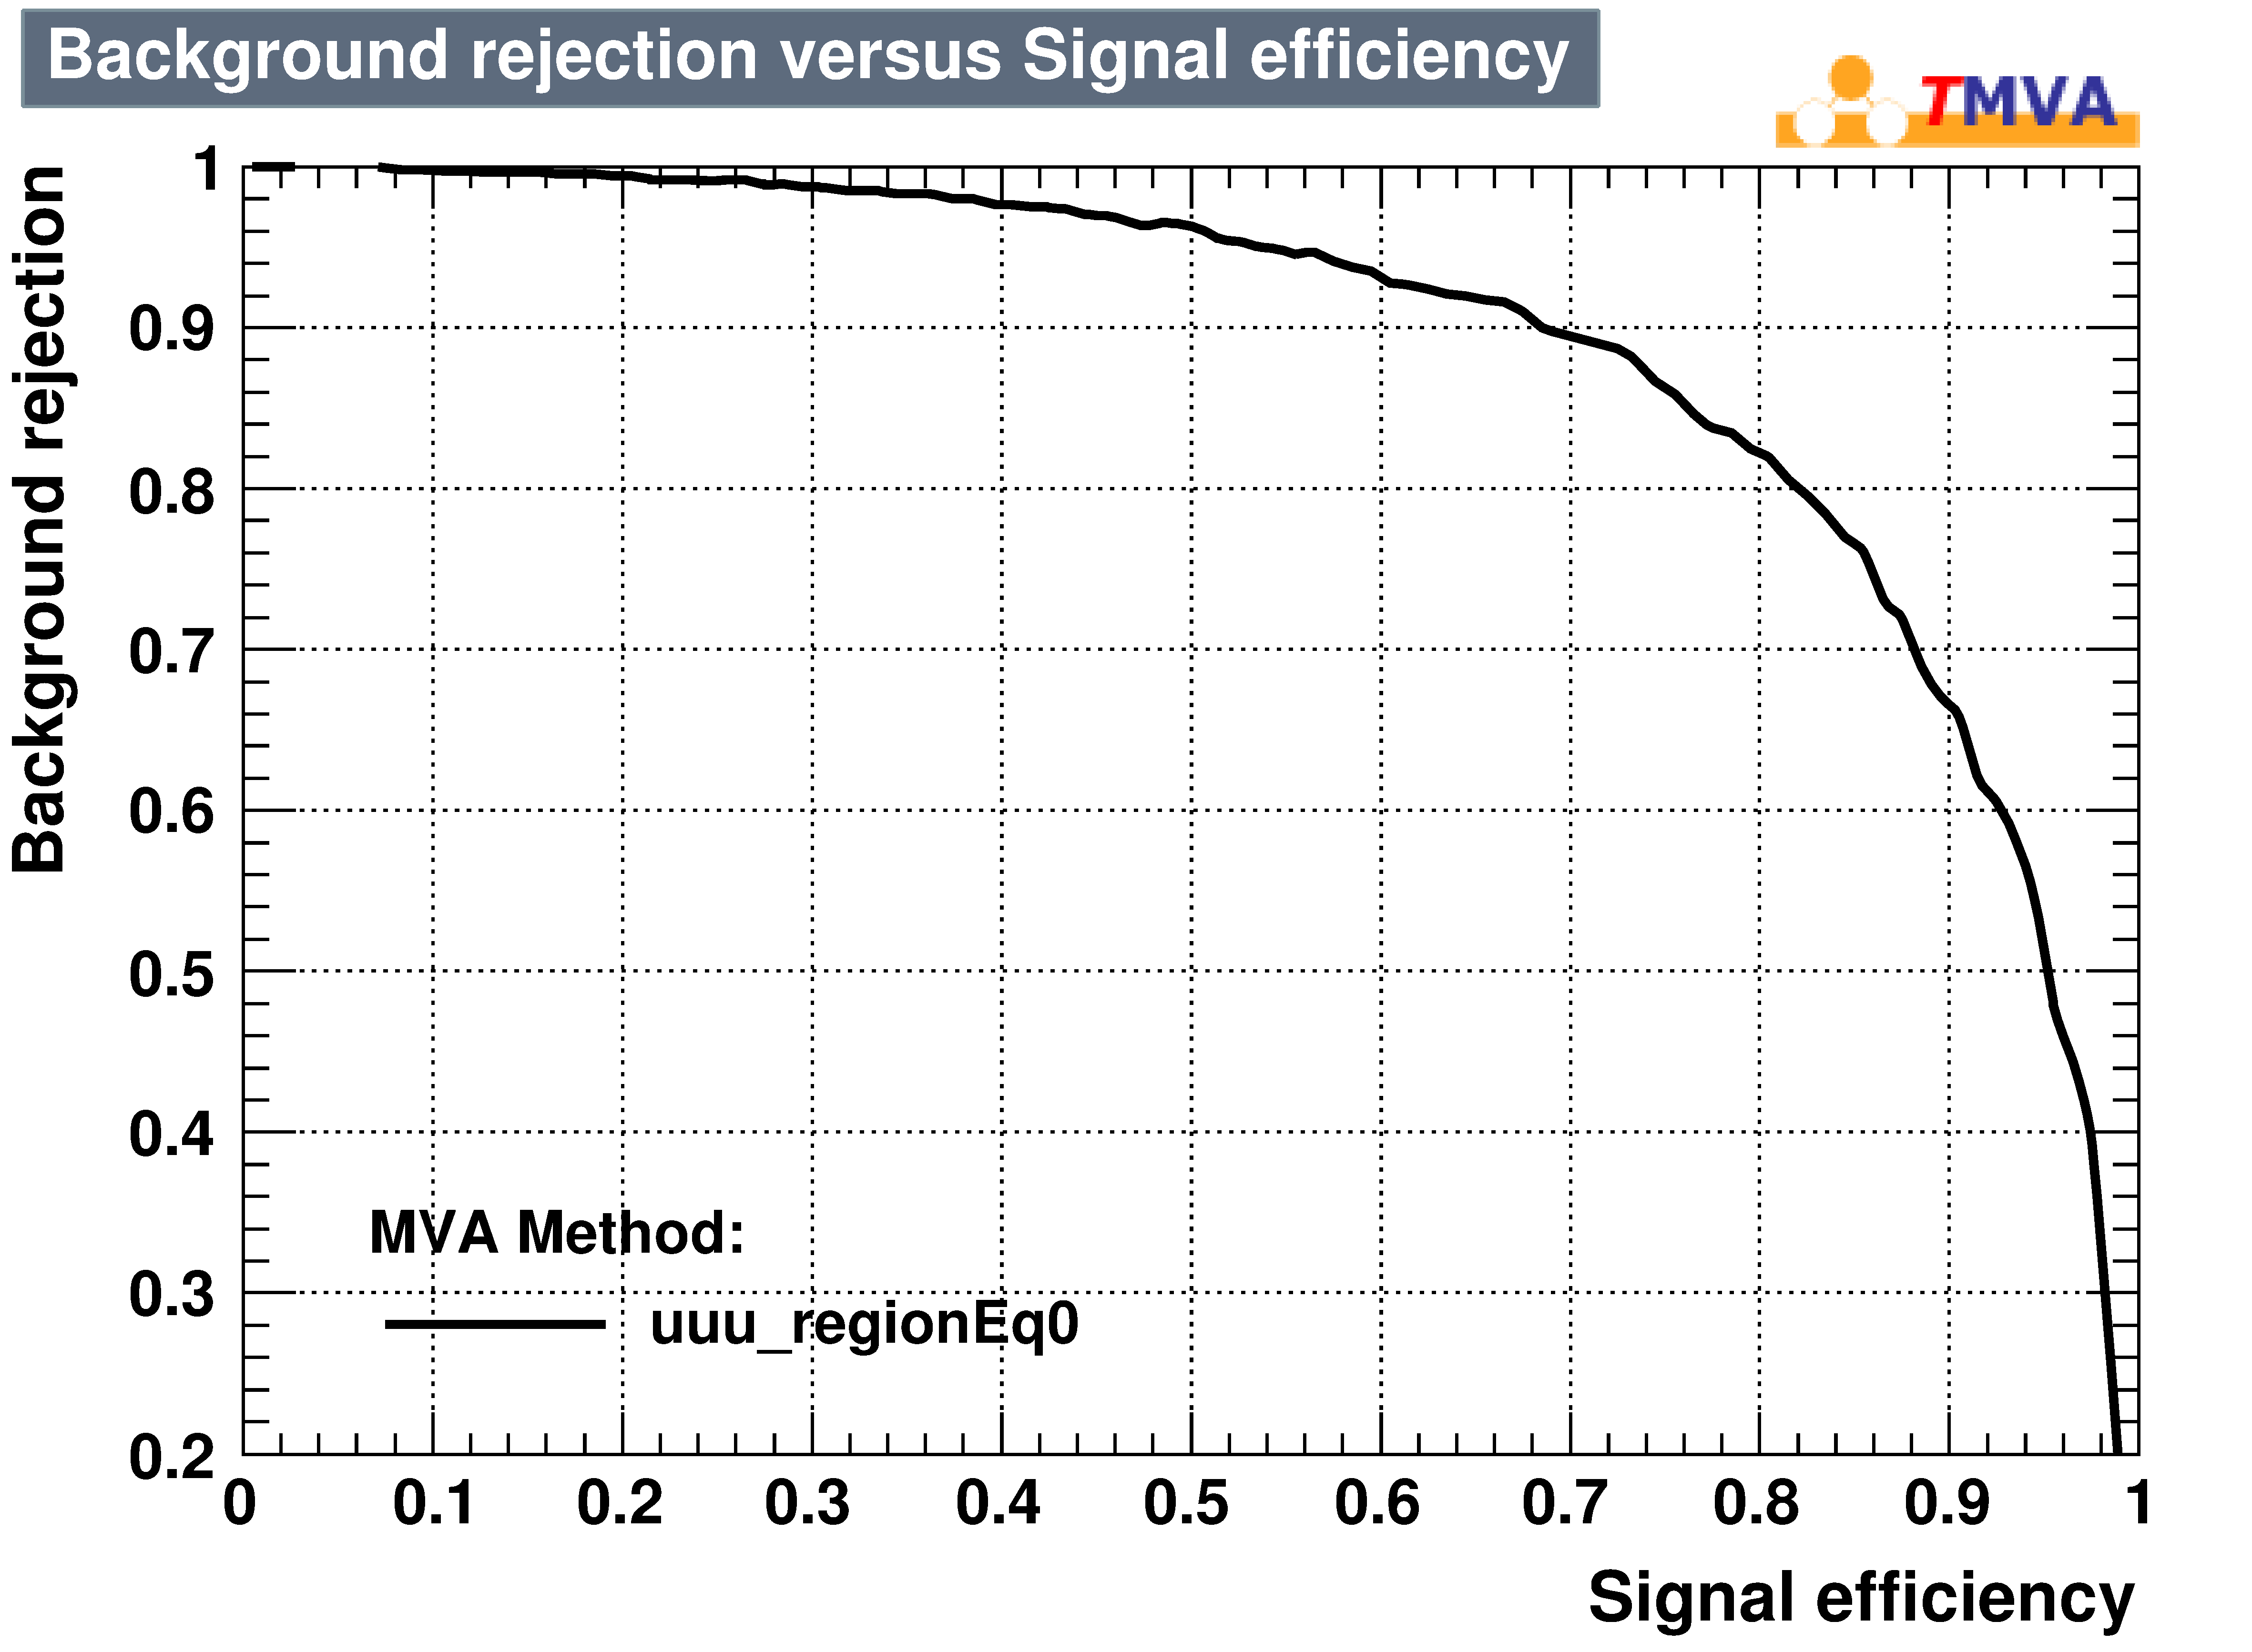 Background rejection versus Signal efficiency
TMVA
Background rejection
1
0.9
0.8
0.7
0.6
0.5
0.4
0.3
0.2
MVA Method:
uuu_regionEq0
0 0.1 0.2 0.3 0.4 0.5 0.6 0.7 0.8 0.9 1
Signal efficiency